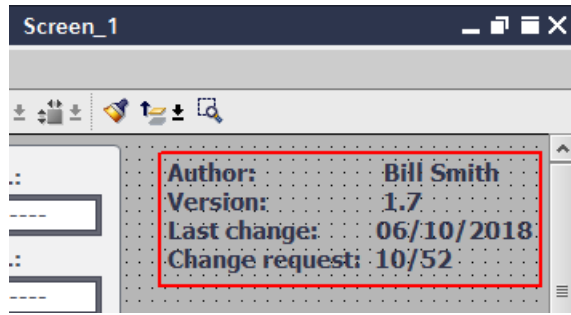 Screen_1
.:
-----
.:
-----
Author: Bill Smith
Version: 1.7
Last change: 06/10/2018
Change request: 10/52